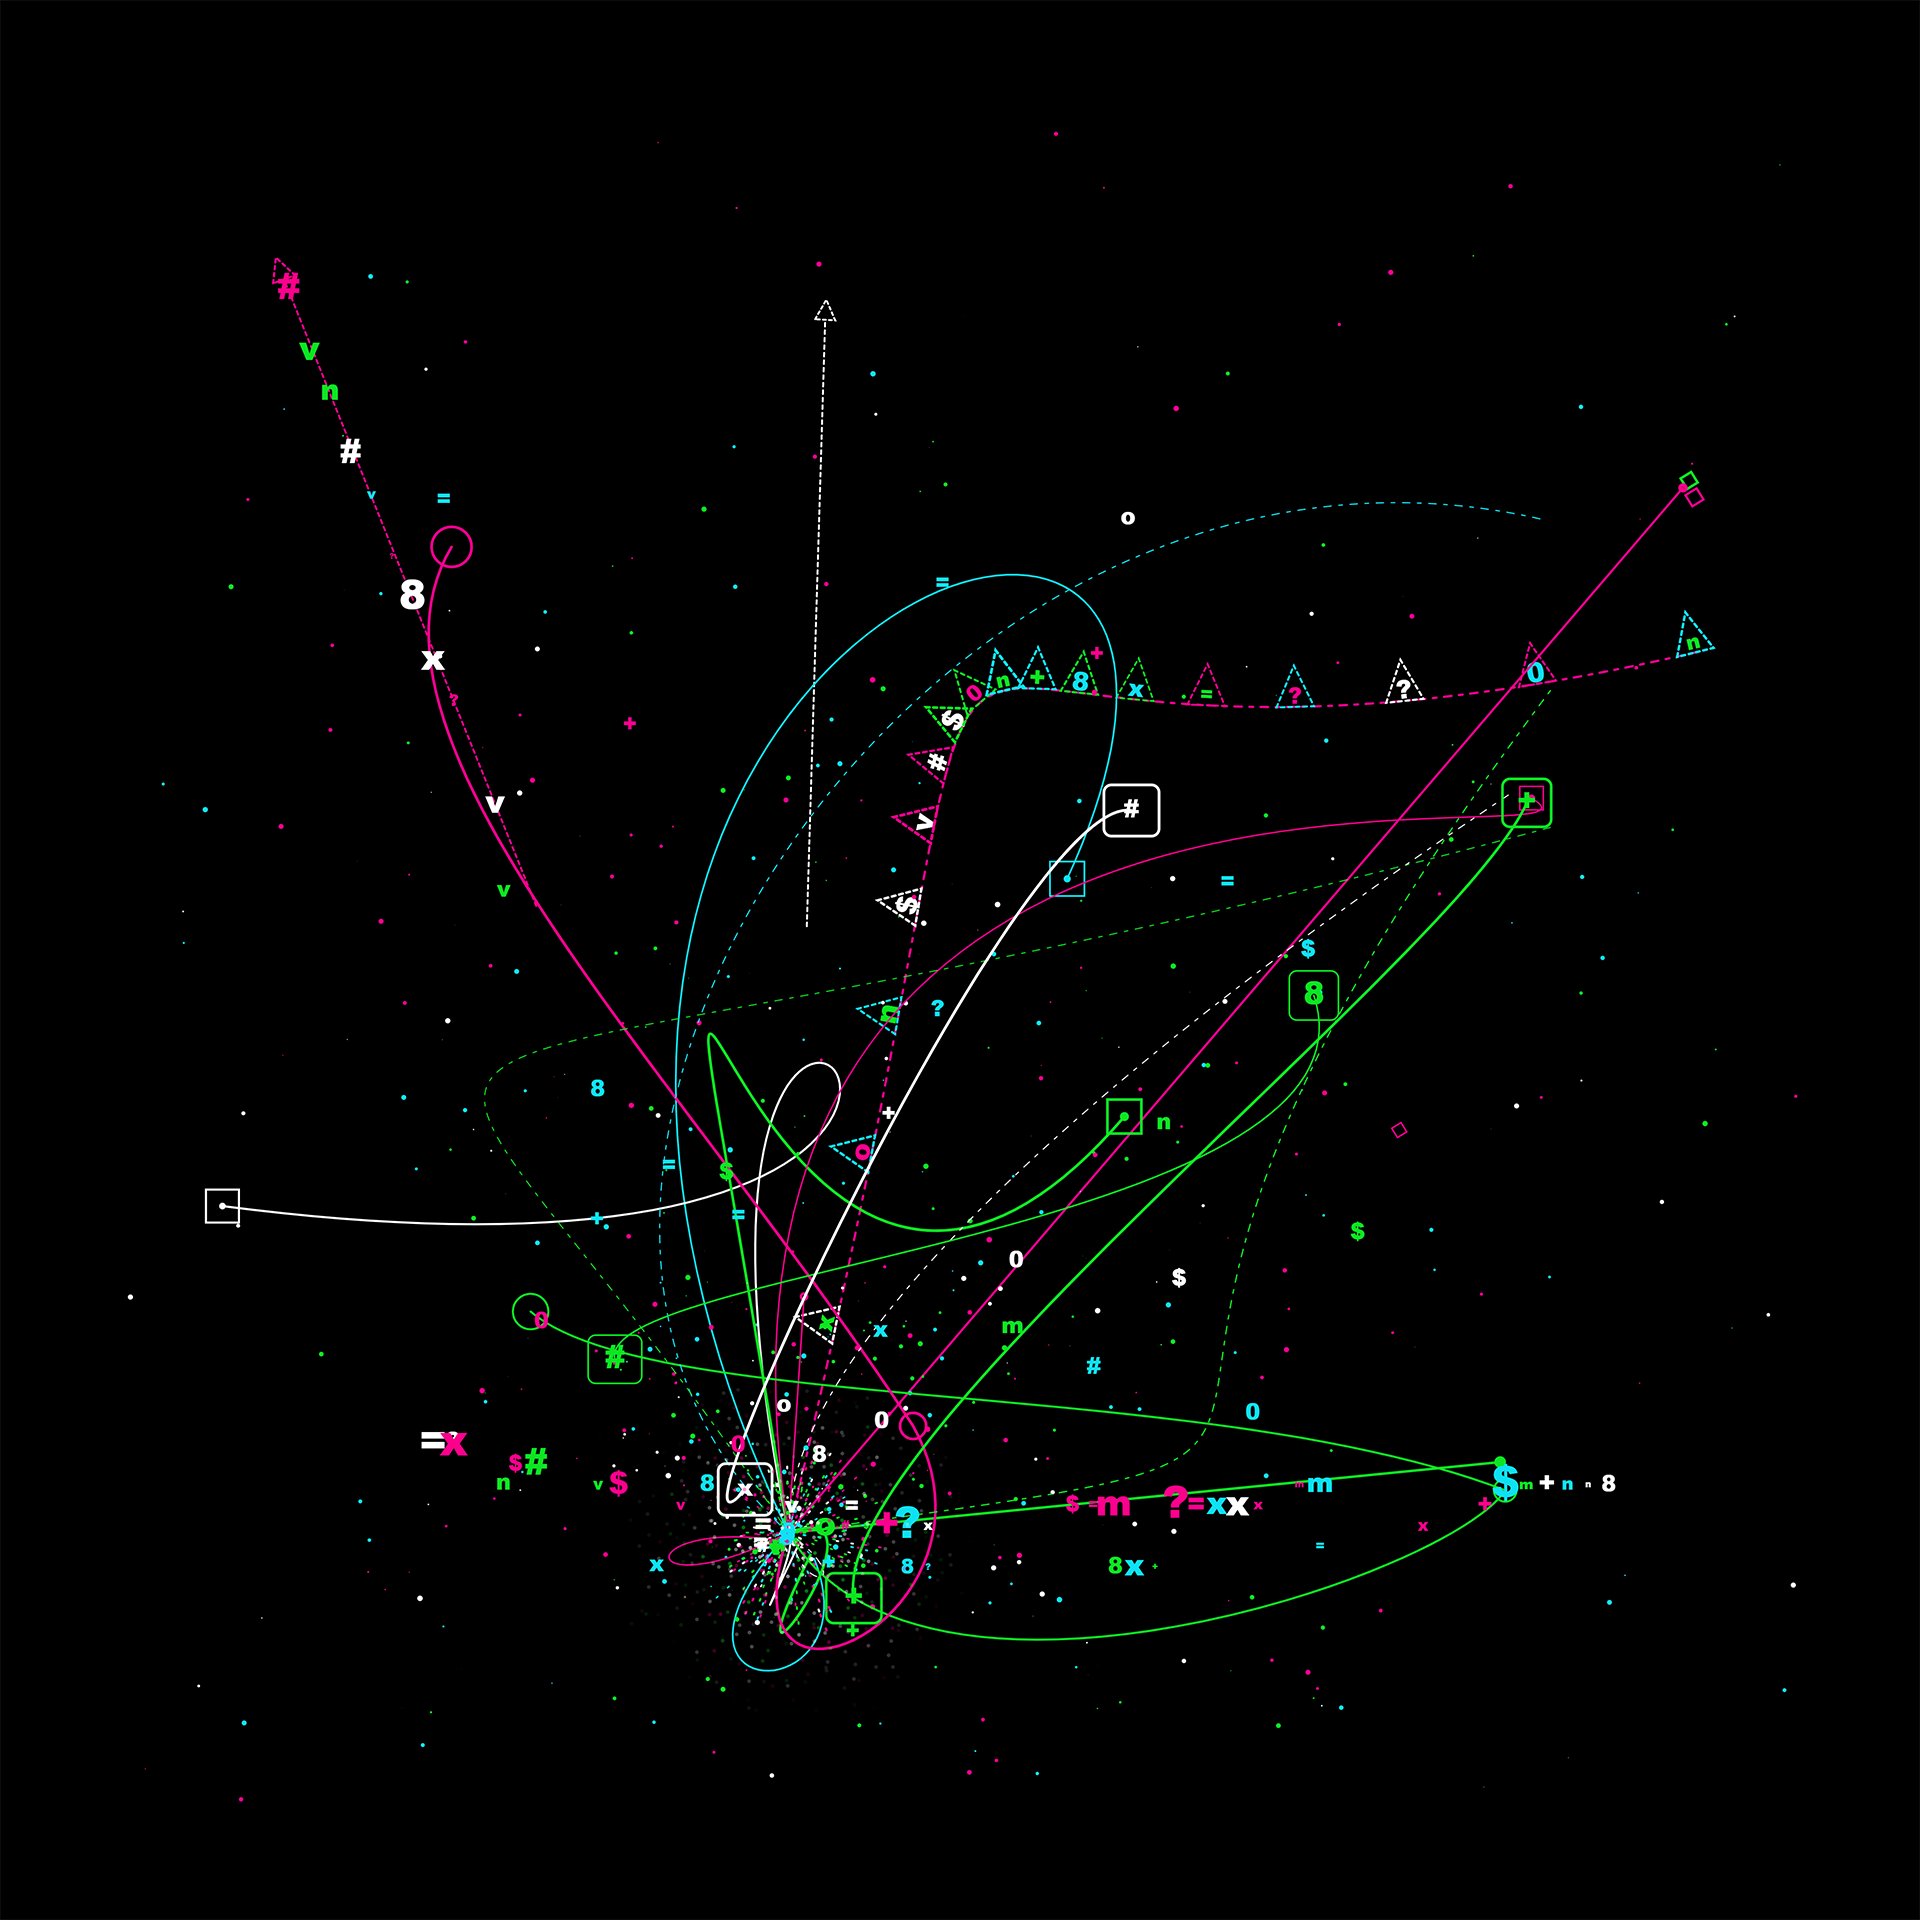 #
v
n
#
v =
o
8
=
x +
n + 8 x = ? ? 0 n
0
$
? +
#
v
#
+
v
$
v =
$
8
n ?
8
+ n
o
=
$
= +
$
0
$
x x
0 m
#
#
o 0
0
=x 8
$# 
n v $ 8 m $ m + n n 8
v = $ m ?=xx x +
o +? x
x 8 ? 8x + =
+